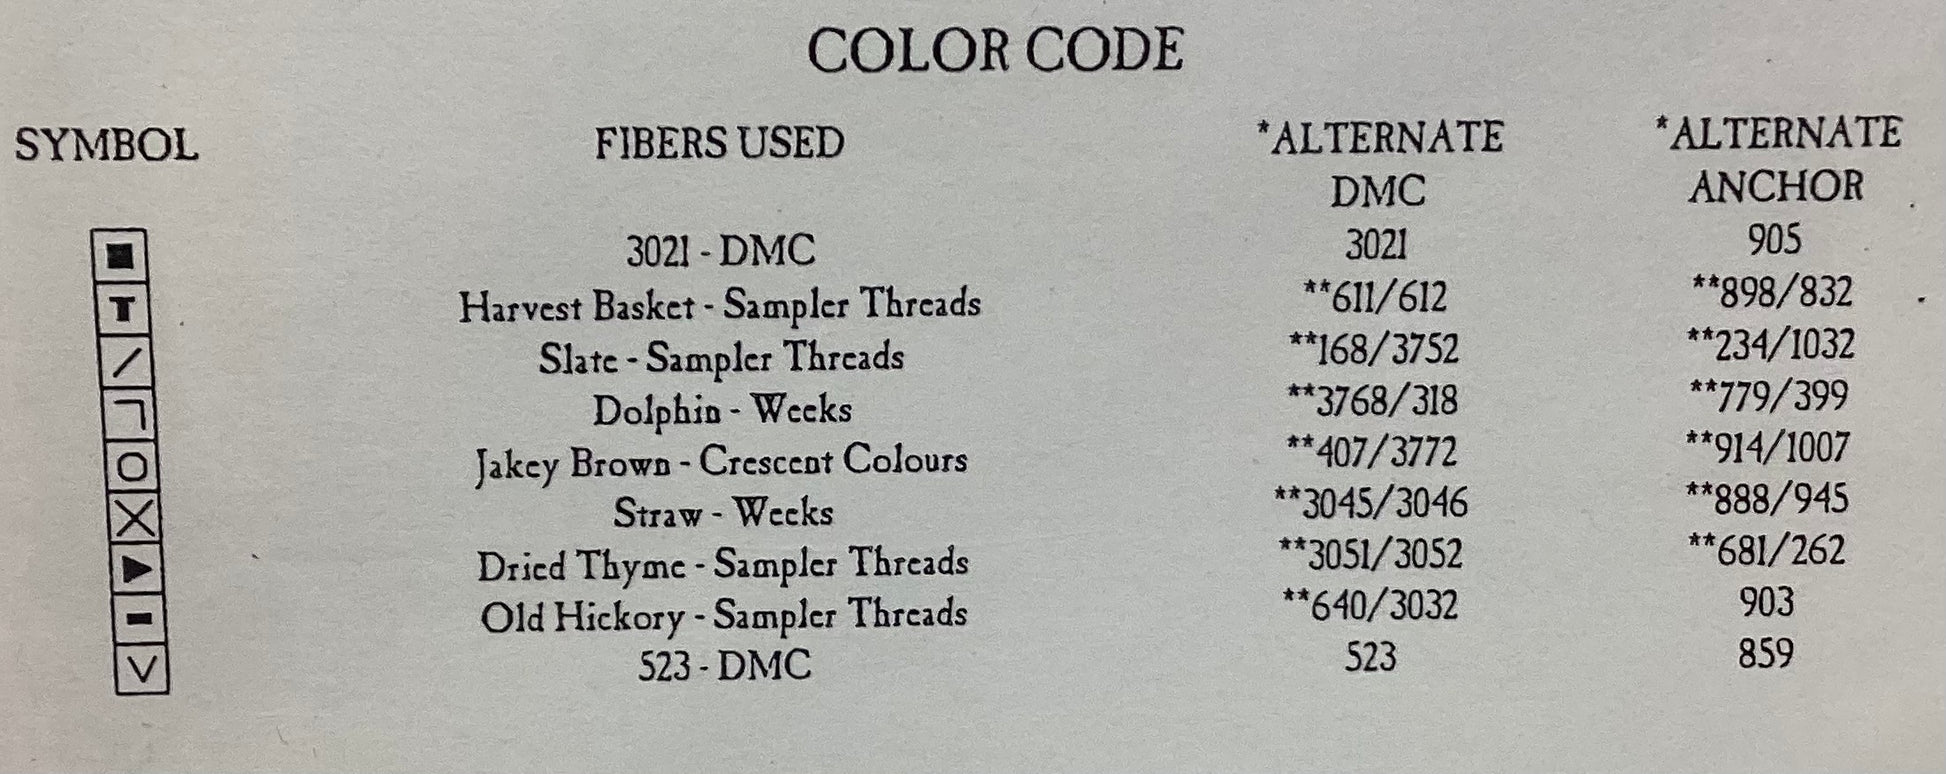 COLOR CODE
SYMBOL FIBERS USED *ALTERNATE *ALTERNATE
DMC ANCHOR
3021 - DMC 3021 905
T Harvest Basket - Sampler Threads **611/612 **898/832
/ Slate - Sampler Threads **168/3752 **234/1032
Dolphin - Weeks **3768/318 **779/399
O Jakey Brown - Crescent Colours **407/3772 **914/1007
X Straw - Weeks **3045/3046 **888/945
Dried Thyme - Sampler Threads **3051/3052 **681/262
- Old Hickory - Sampler Threads **640/3032 903
V 523 - DMC 523 859